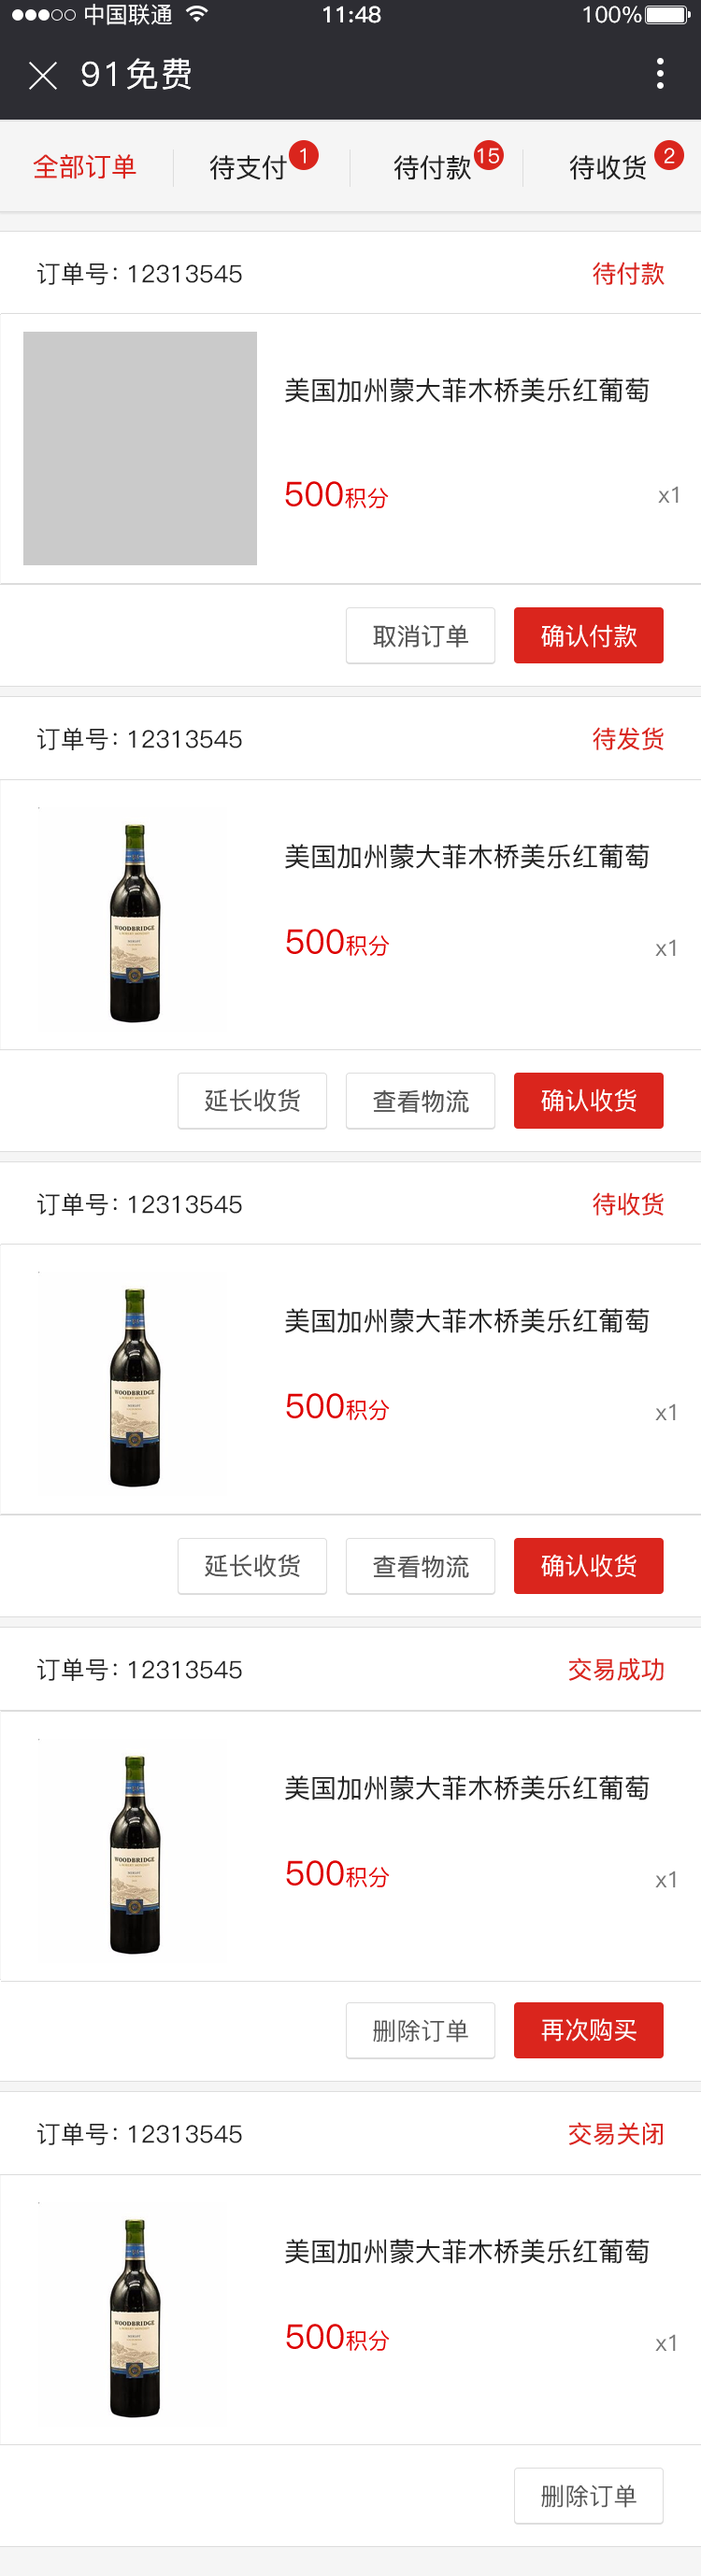 中国联通 11:48 100%
91免费
全部订单 待支付 1 待付款 15 待收货 2
订单号：12313545 待付款
美国加州蒙大菲木桥美乐红葡萄
500积分 x1
取消订单 确认付款
订单号：12313545 待发货
WOODBRIDGE
美国加州蒙大菲木桥美乐红葡萄
500积分 x1
延长收货 查看物流 确认收货
订单号：12313545 待收货
WOODBRIDGE
美国加州蒙大菲木桥美乐红葡萄
500积分 x1
延长收货 查看物流 确认收货
订单号：12313545 交易成功
WOODBRIDGE
美国加州蒙大菲木桥美乐红葡萄
500积分 x1
删除订单 再次购买
订单号：12313545 交易关闭
WOODBRIDGE
美国加州蒙大菲木桥美乐红葡萄
500积分 x1
删除订单